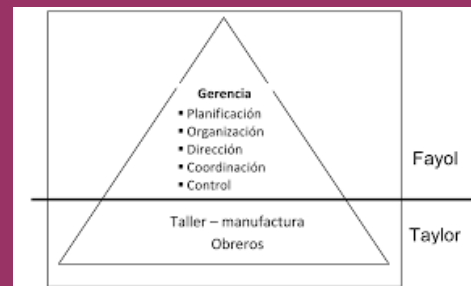 Gerencia
▪ Planificación
▪ Organización
▪ Dirección
▪ Coordinación
▪ Control
Fayol
Taller – manufactura
Obreros
Taylor